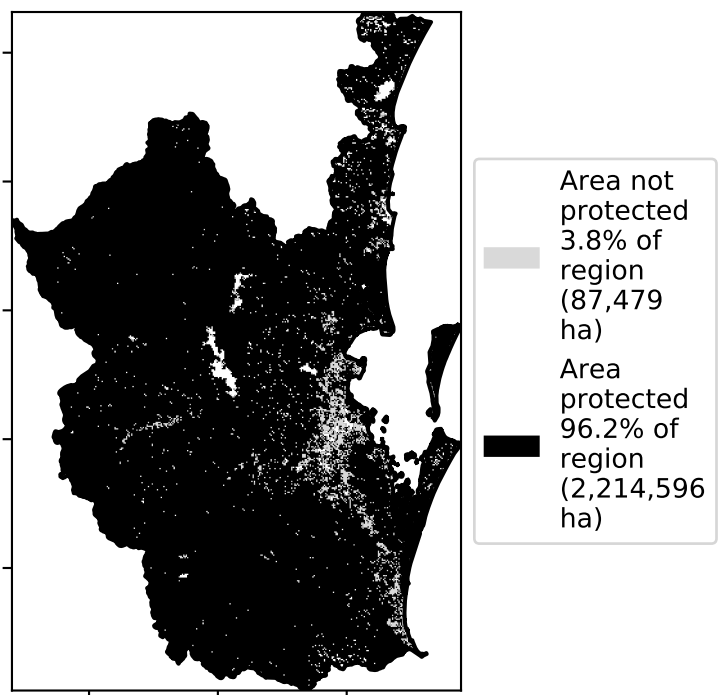 Area not
protected
3.8% of
region
(87,479
ha)
Area
protected
96.2% of
region
(2,214,596
ha)